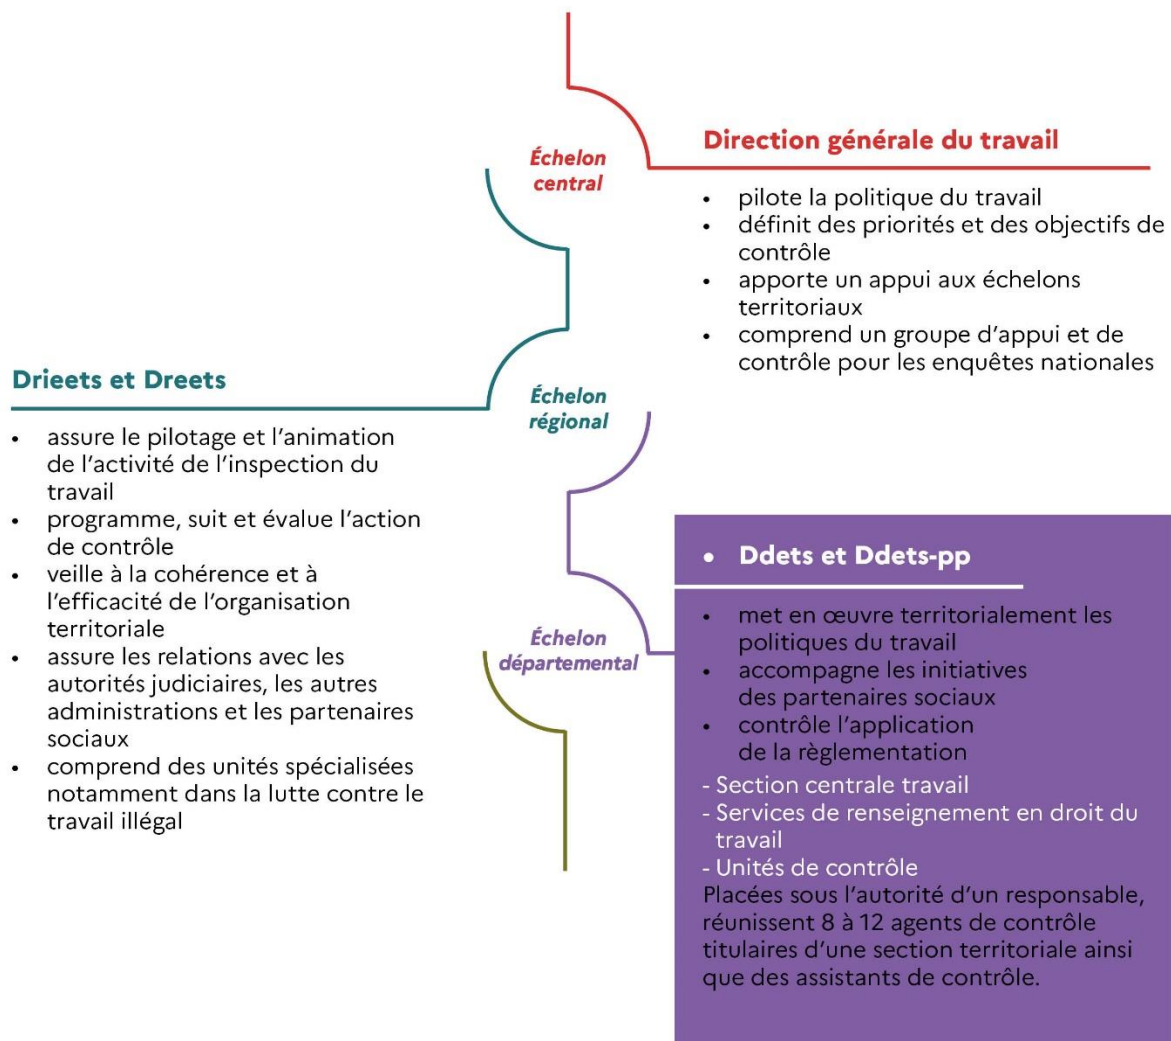 Échelon
central
Direction générale du travail
• pilote la politique du travail
• définit des priorités et des objectifs de
contrôle
• apporte un appui aux échelons
territoriaux
• comprend un groupe d’appui et de
contrôle pour les enquêtes nationales
Échelon
régional
Drieets et Dreets
• assure le pilotage et l’animation
de l’activité de l’inspection du
travail
• programme, suit et évalue l’action
de contrôle
• veille à la cohérence et à
l’efficacité de l’organisation
territoriale
• assure les relations avec les
autorités judiciaires, les autres
administrations et les partenaires
sociaux
• comprend des unités spécialisées
notamment dans la lutte contre le
travail illégal
Échelon
départemental
• Ddets et Ddets-pp
• met en œuvre territorialement les
politiques du travail
• accompagne les initiatives
des partenaires sociaux
• contrôle l’application
de la règlementation
- Section centrale travail
- Services de renseignement en droit du
travail
- Unités de contrôle
Placées sous l’autorité d’un responsable,
réunissent 8 à 12 agents de contrôle
titulaires d’une section territoriale ainsi
que des assistants de contrôle.